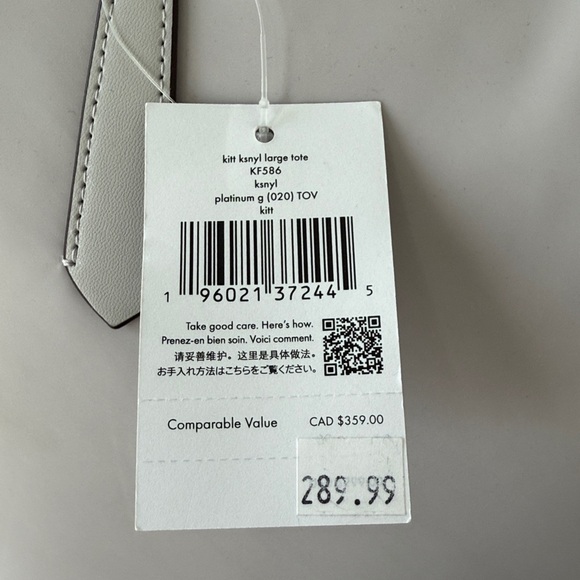 kitt ksnyl large tote
KF586
ksnyl
platinum g (020) TOV
kitt
1 96021 37244 5
Take good care. Here's how.
Prenez-en bien soin. Voici comment.
请妥善维护。这里是具体做法。
お手入れ方法はこちらをご覧ください。
Comparable Value CAD $359.00
289.99